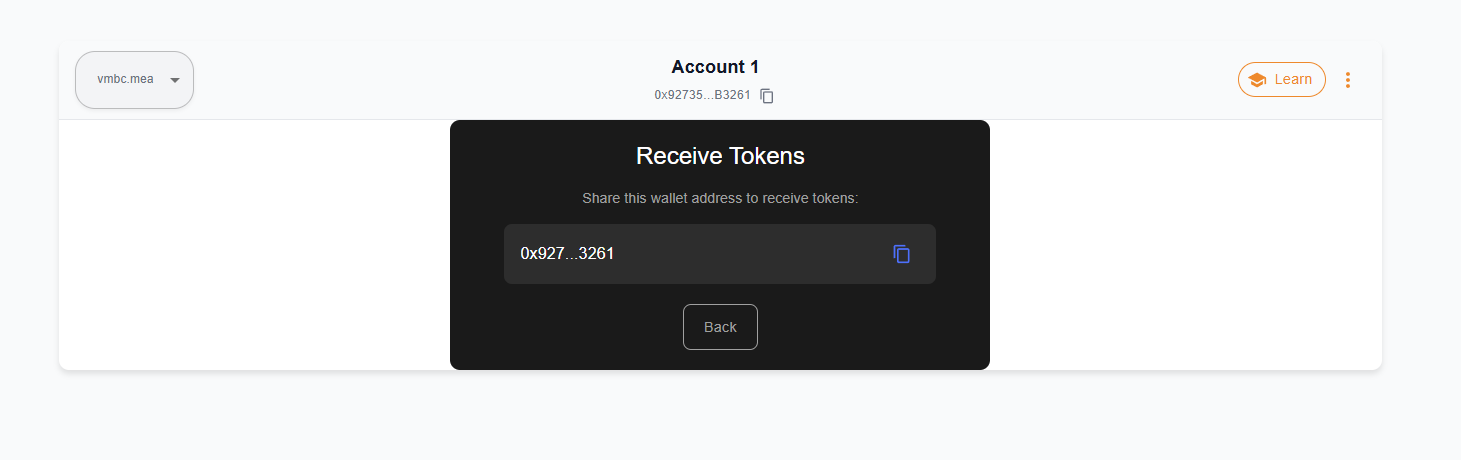 vmbc.mea
Account 1
0x92735...B3261
Learn
Receive Tokens
Share this wallet address to receive tokens:
0x927...3261
Back